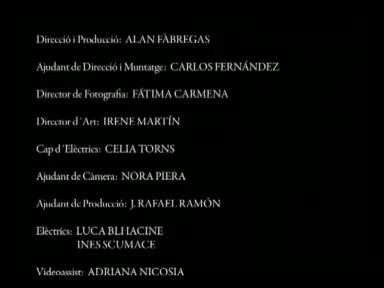 Direcció i Producció: ALAN FÀBREGAS
Ajudant de Direcció i Muntatge: CARLOS FERNÁNDEZ
Director de Fotografia: FÁTIMA CARMENA
Director d´Art: IRENE MARTÍN
Cap d´Elèctrics: CELIA TORNS
Ajudant de Càmera: NORA PIERA
Ajudant de Producció: J. RAFAEL RAMÓN
Elèctrics: LUCA BLHACINE
INES SCUMACE
Videoassist: ADRIANA NICOSIA